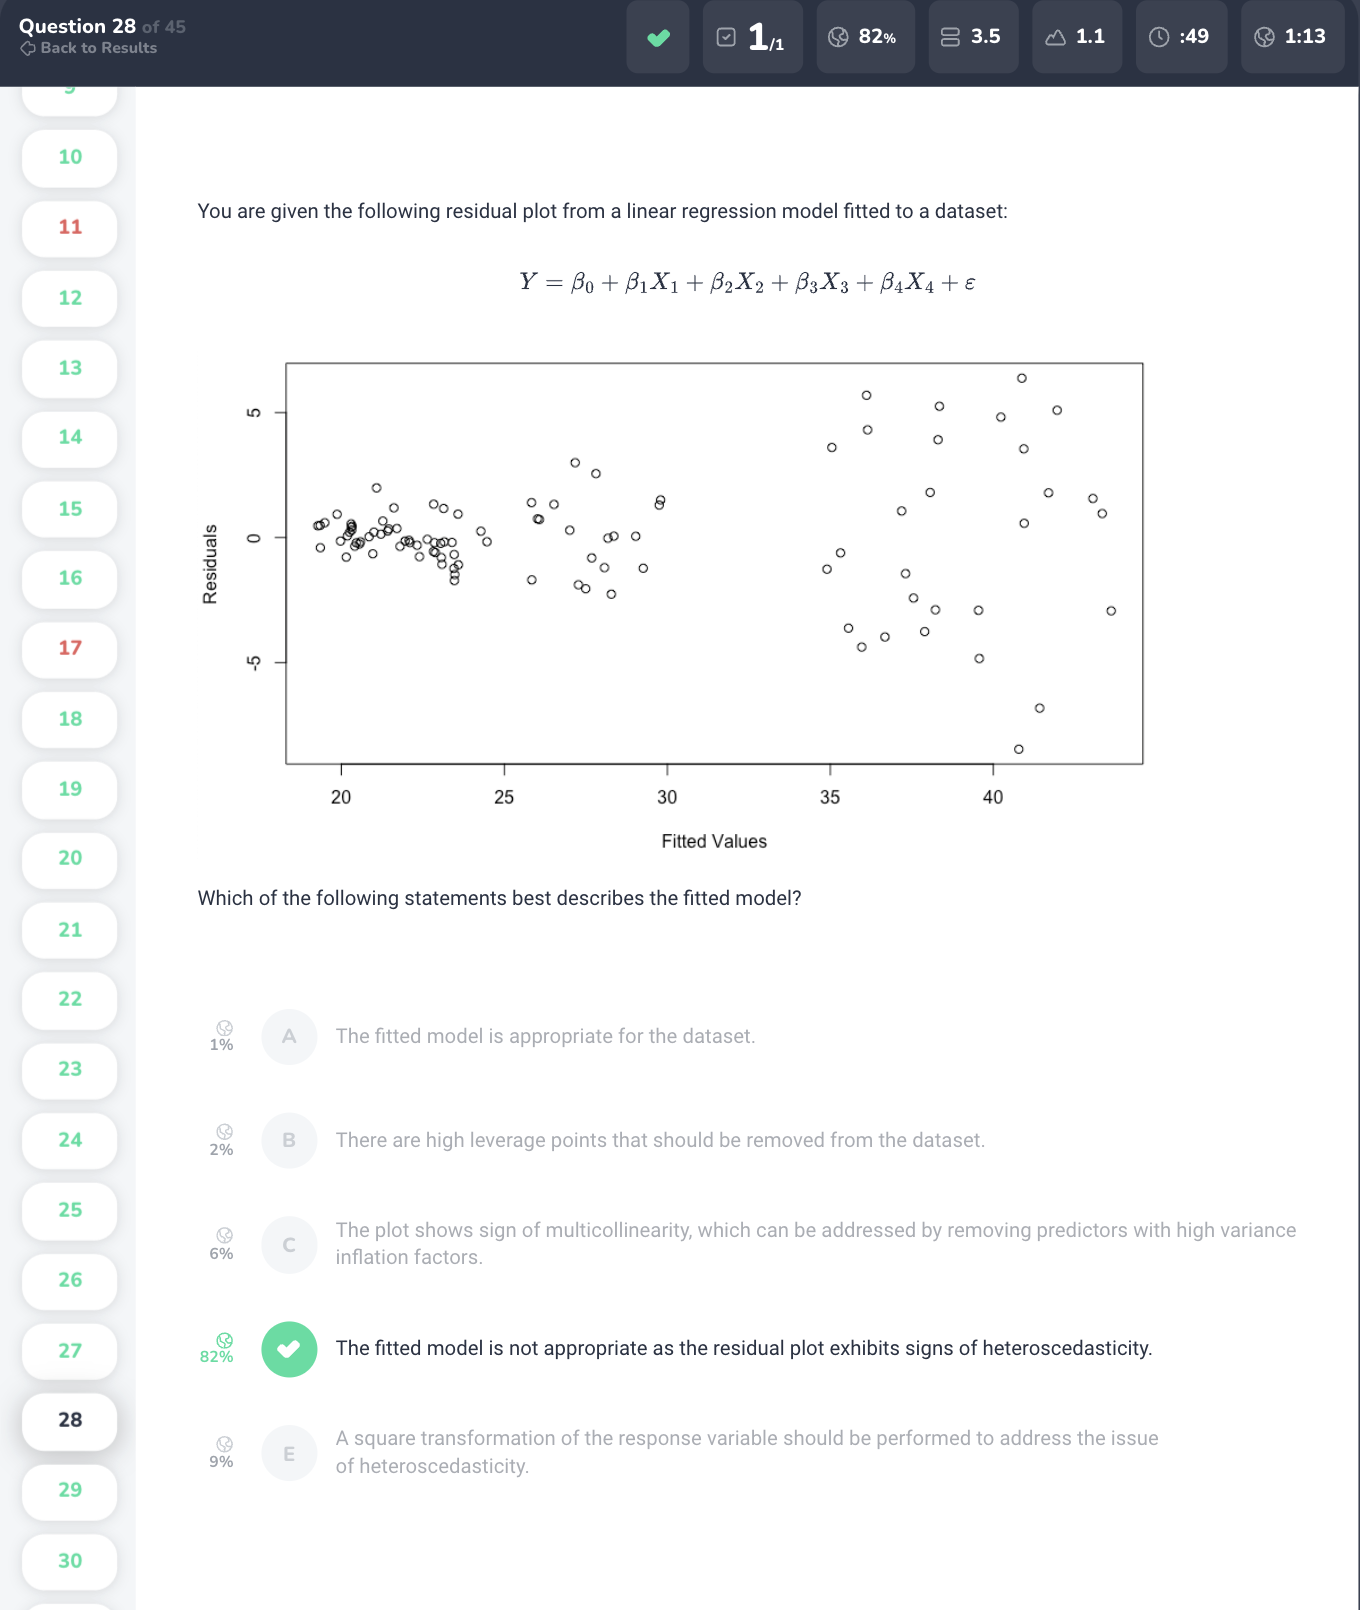 Question 28 of 45
Back to Results
1/1
82%
3.5
1.1
:49
1:13
9
10
11
12
13
14
15
16
17
18
19
20
21
22
23
24
25
26
27
28
29
30
You are given the following residual plot from a linear regression model fitted to a dataset:
Y = β₀ + β₁X₁ + β₂X₂ + β₃X₃ + β₄X₄ + ε
Residuals
5
0
-5
20 25 30 35 40
Fitted Values
Which of the following statements best describes the fitted model?
1%
A
The fitted model is appropriate for the dataset.
2%
B
There are high leverage points that should be removed from the dataset.
6%
C
The plot shows sign of multicollinearity, which can be addressed by removing predictors with high variance
inflation factors.
82%
The fitted model is not appropriate as the residual plot exhibits signs of heteroscedasticity.
9%
E
A square transformation of the response variable should be performed to address the issue
of heteroscedasticity.